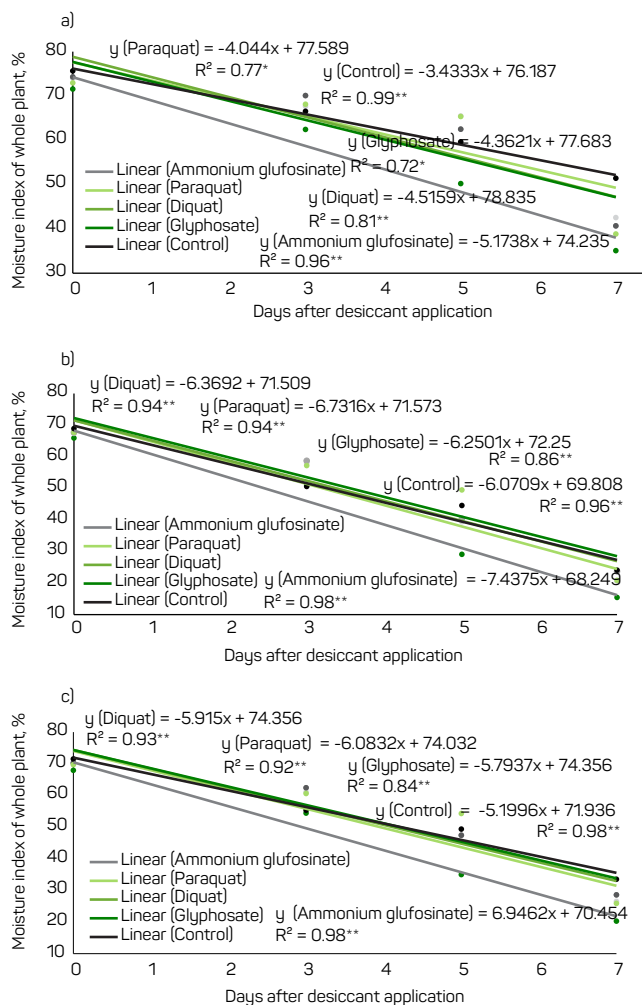 a)
Moisture index of whole plant, %
80
70
60
50
40
30
y (Paraquat) = -4.044x + 77.589
R² = 0.77*
y (Control) = -3.4333x + 76.187
R² = 0..99**
y (Glyphosate) = -4.3621x + 77.683
R² = 0.72*
y (Diquat) = -4.5159x + 78.835
R² = 0.81**
y (Ammonium glufosinate) = -5.1738x + 74.235
R² = 0.96**
Linear (Ammonium glufosinate)
Linear (Paraquat)
Linear (Diquat)
Linear (Glyphosate)
Linear (Control)
0 1 2 3 4 5 6 7
Days after desiccant application
b)
Moisture index of whole plant, %
80
70
60
50
40
30
20
10
y (Diquat) = -6.3692 + 71.509
R² = 0.94**
y (Paraquat) = -6.7316x + 71.573
R² = 0.94**
y (Glyphosate) = -6.2501x + 72.25
R² = 0.86**
y (Control) = -6.0709x + 69.808
R² = 0.96**
Linear (Ammonium glufosinate)
Linear (Paraquat)
Linear (Diquat)
Linear (Glyphosate)
Linear (Control)
y (Ammonium glufosinate) = -7.4375x + 68.249
R² = 0.98**
0 1 2 3 4 5 6 7
Days after desiccant application
c)
Moisture index of whole plant, %
80
70
60
50
40
30
20
10
y (Diquat) = -5.915x + 74.356
R² = 0.93**
y (Paraquat) = -6.0832x + 74.032
R² = 0.92**
y (Glyphosate) = -5.7937x + 74.356
R² = 0.84**
y (Control) = -5.1996x + 71.936
R² = 0.98**
Linear (Ammonium glufosinate)
Linear (Paraquat)
Linear (Diquat)
Linear (Glyphosate)
Linear (Control)
y (Ammonium glufosinate) = 6.9462x + 70.454
R² = 0.98**
0 1 2 3 4 5 6 7
Days after desiccant application